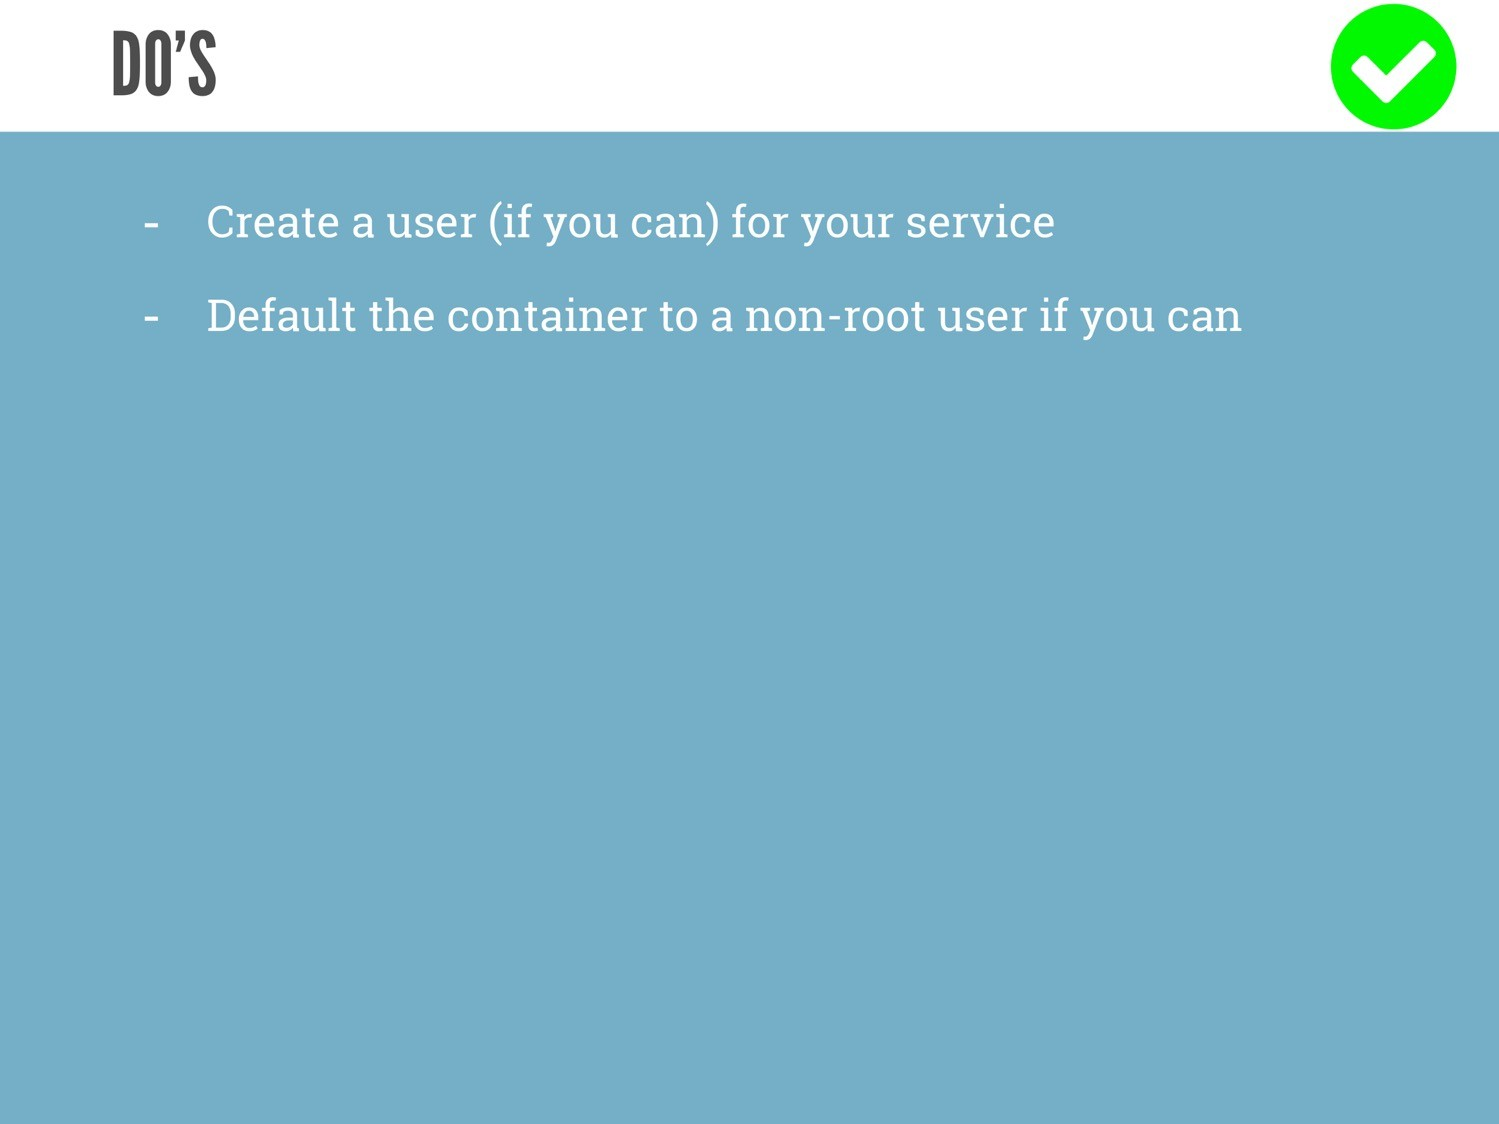 DO’S
- Create a user (if you can) for your service
- Default the container to a non-root user if you can